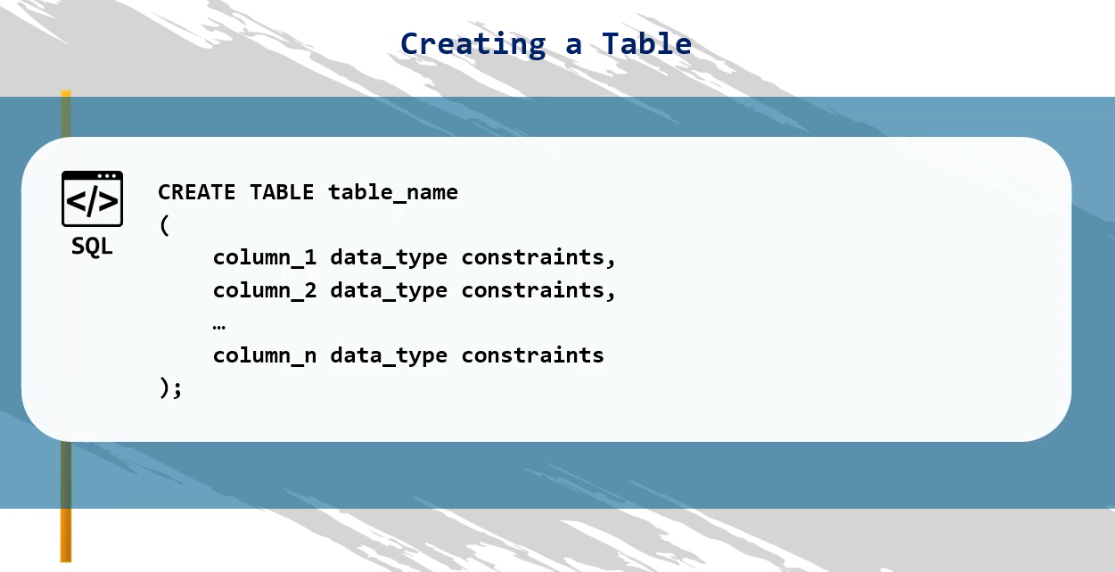 Creating a Table
</>
SQL
CREATE TABLE table_name
(
column_1 data_type constraints,
column_2 data_type constraints,
…
column_n data_type constraints
);